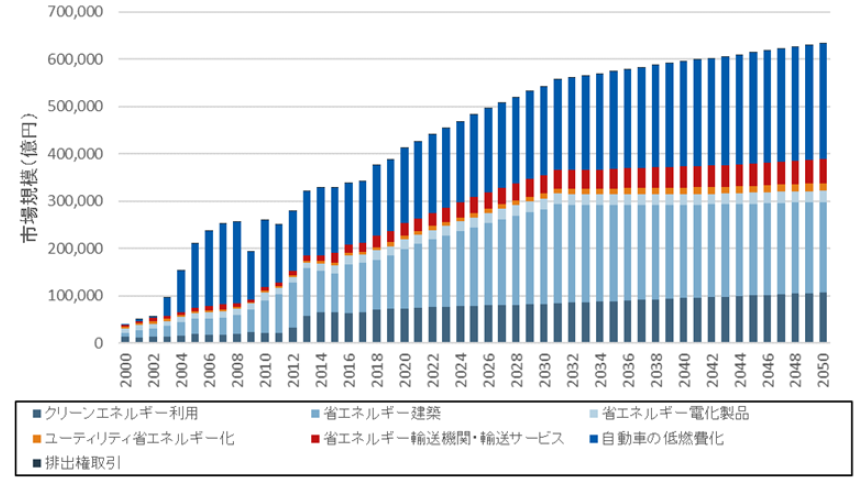 700,000
600,000
500,000
400,000
300,000
200,000
100,000
0
市場規模(億円)
2000 2002 2004 2006 2008 2010 2012 2014 2016 2018 2020 2022 2024 2026 2028 2030 2032 2034 2036 2038 2040 2042 2044 2046 2048 2050
クリーンエネルギー利用 省エネルギー建築 省エネルギー電化製品
ユーティリティ省エネルギー化 省エネルギー輸送機関・輸送サービス 自動車の低燃費化
排出権取引